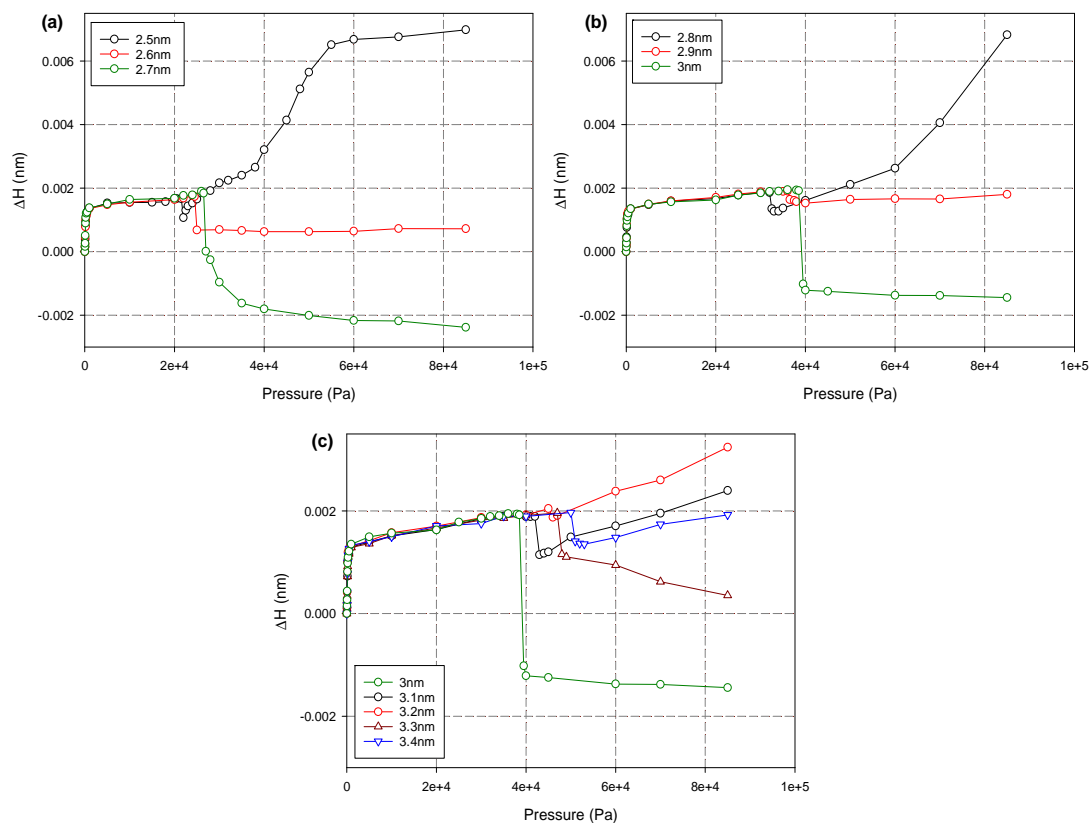 (a)
2.5nm
2.6nm
2.7nm
0.006
0.004
0.002
0.000
-0.002
ΔH (nm)
0
2e+4
4e+4
6e+4
8e+4
1e+5
Pressure (Pa)
(b)
2.8nm
2.9nm
3nm
0.006
0.004
0.002
0.000
-0.002
ΔH (nm)
0
2e+4
4e+4
6e+4
8e+4
1e+5
Pressure (Pa)
(c)
0.002
0.000
-0.002
ΔH (nm)
3nm
3.1nm
3.2nm
3.3nm
3.4nm
0
2e+4
4e+4
6e+4
8e+4
1e+5
Pressure (Pa)